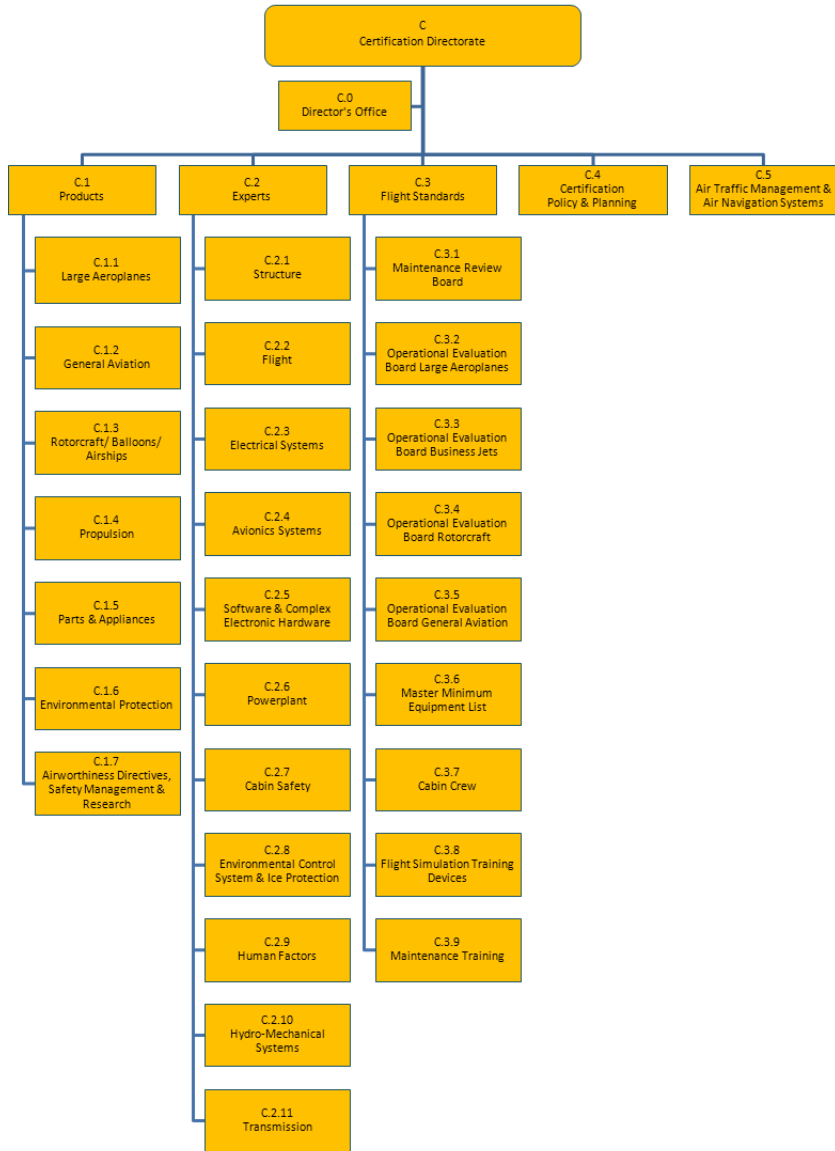 C
Certification Directorate
C.0
Director's Office
C.1
Products
C.2
Experts
C.3
Flight Standards
C.4
Certification
Policy & Planning
C.5
Air Traffic Management &
Air Navigation Systems
C.1.1
Large Aeroplanes
C.1.2
General Aviation
C.1.3
Rotorcraft/ Balloons/
Airships
C.1.4
Propulsion
C.1.5
Parts & Appliances
C.1.6
Environmental Protection
C.1.7
Airworthiness Directives,
Safety Management &
Research
C.2.1
Structure
C.2.2
Flight
C.2.3
Electrical Systems
C.2.4
Avionics Systems
C.2.5
Software & Complex
Electronic Hardware
C.2.6
Powerplant
C.2.7
Cabin Safety
C.2.8
Environmental Control
System & Ice Protection
C.2.9
Human Factors
C.2.10
Hydro-Mechanical
Systems
C.2.11
Transmission
C.3.1
Maintenance Review
Board
C.3.2
Operational Evaluation
Board Large Aeroplanes
C.3.3
Operational Evaluation
Board Business Jets
C.3.4
Operational Evaluation
Board Rotorcraft
C.3.5
Operational Evaluation
Board General Aviation
C.3.6
Master Minimum
Equipment List
C.3.7
Cabin Crew
C.3.8
Flight Simulation Training
Devices
C.3.9
Maintenance Training